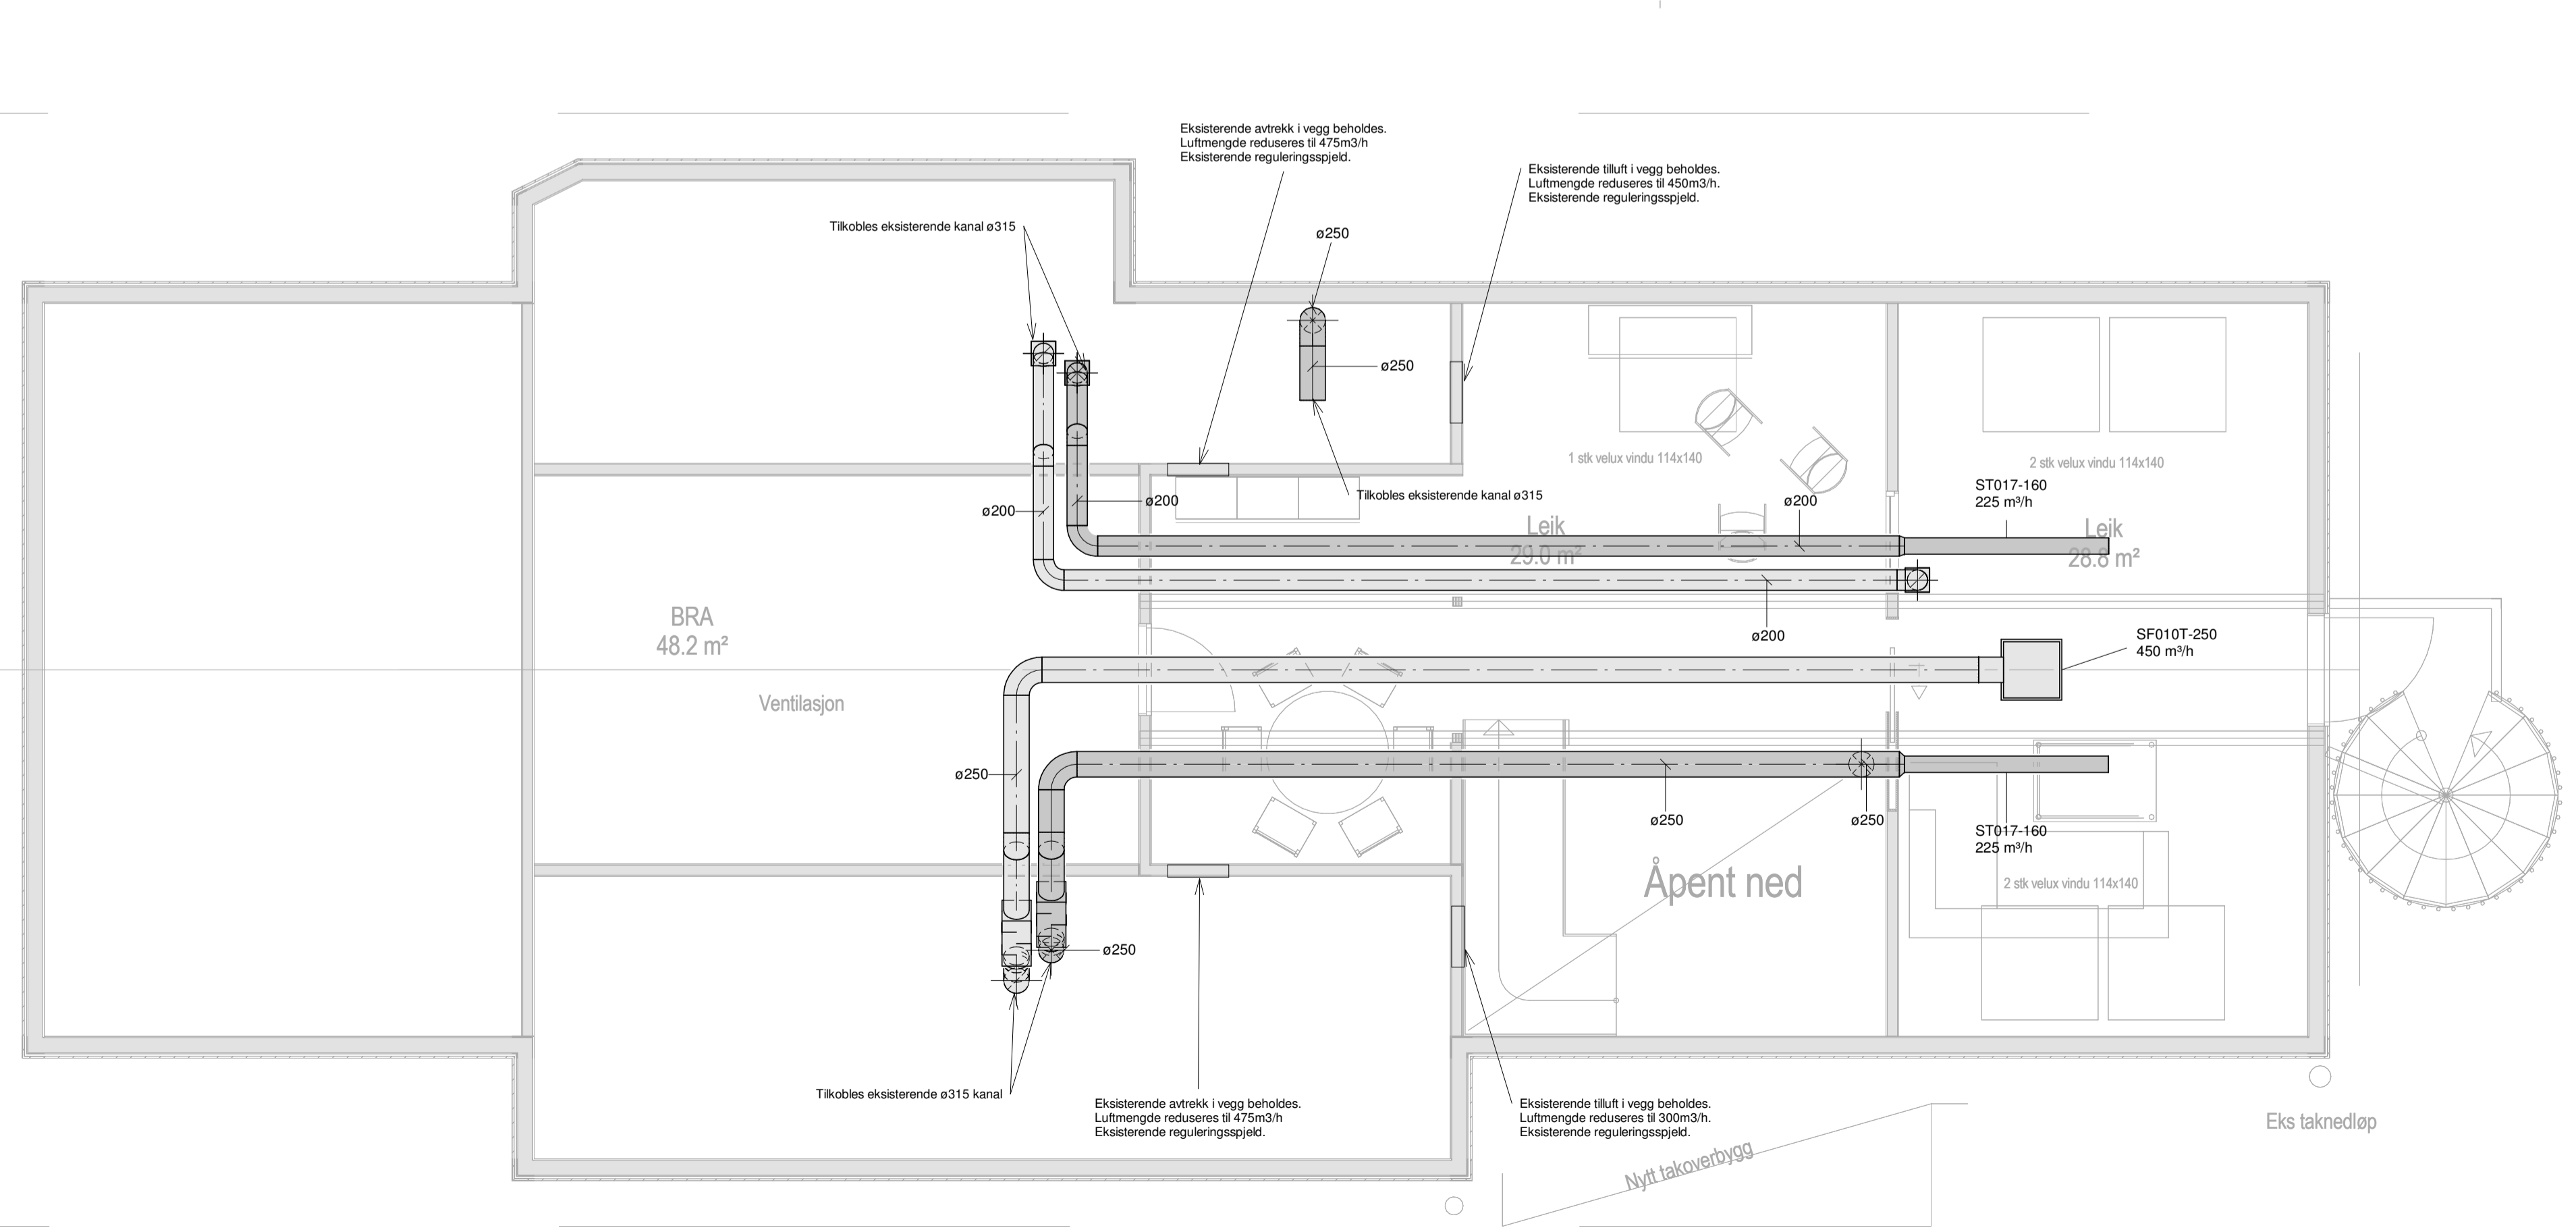 Eksisterende avtrekk i vegg beholdes.
Luftmengde reduseres til 475m3/h
Eksisterende reguleringsspjeld.
Eksisterende tilluft i vegg beholdes.
Luftmengde reduseres til 450m3/h.
Eksisterende reguleringsspjeld.
Tilkobles eksisterende kanal ø315
ø250
ø250
1 stk velux vindu 114x140
2 stk velux vindu 114x140
Tilkobles eksisterende kanal ø315
ST017-160
225 m³/h
ø200
ø200
ø200
Leik
29.0 m²
Leik
28.8 m²
BRA
48.2 m²
ø200
SF010T-250
450 m³/h
Ventilasjon
ø250
ø250
ø250
ST017-160
225 m³/h
Åpent ned
2 stk velux vindu 114x140
ø250
Tilkobles eksisterende ø315 kanal
Eksisterende avtrekk i vegg beholdes.
Luftmengde reduseres til 475m3/h
Eksisterende reguleringsspjeld.
Eksisterende tilluft i vegg beholdes.
Luftmengde reduseres til 300m3/h.
Eksisterende reguleringsspjeld.
Eks taknedløp
Nytt takoverbygg